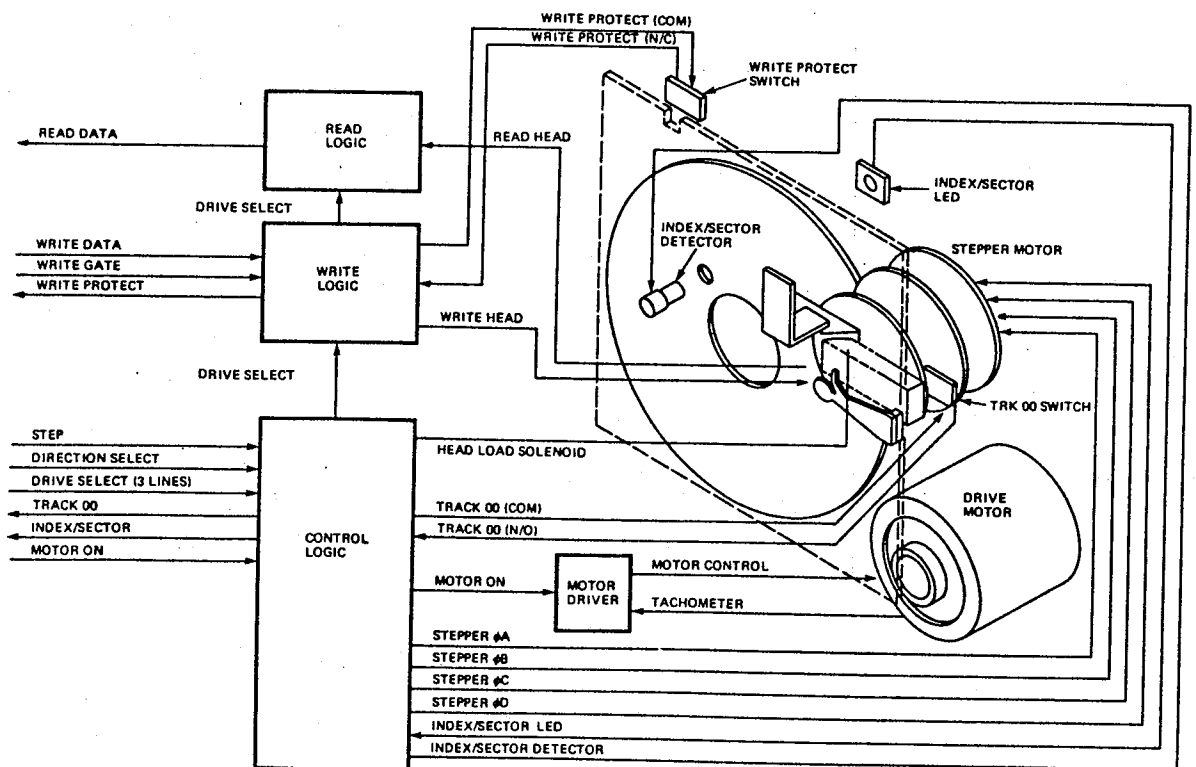 WRITE PROTECT (COM)
WRITE PROTECT (N/C)
WRITE PROTECT
SWITCH
READ DATA
READ
LOGIC
READ HEAD
INDEX/SECTOR
LED
DRIVE SELECT
INDEX/SECTOR
DETECTOR
STEPPER MOTOR
WRITE DATA
WRITE GATE
WRITE PROTECT
WRITE
LOGIC
WRITE HEAD
DRIVE SELECT
TRK 00 SWITCH
STEP
DIRECTION SELECT
DRIVE SELECT (3 LINES)
TRACK 00
INDEX/SECTOR
MOTOR ON
CONTROL
LOGIC
HEAD LOAD SOLENOID
TRACK 00 (COM)
TRACK 00 (N/O)
DRIVE
MOTOR
MOTOR ON
MOTOR
DRIVER
MOTOR CONTROL
TACHOMETER
STEPPER φA
STEPPER φB
STEPPER φC
STEPPER φD
INDEX/SECTOR LED
INDEX/SECTOR DETECTOR